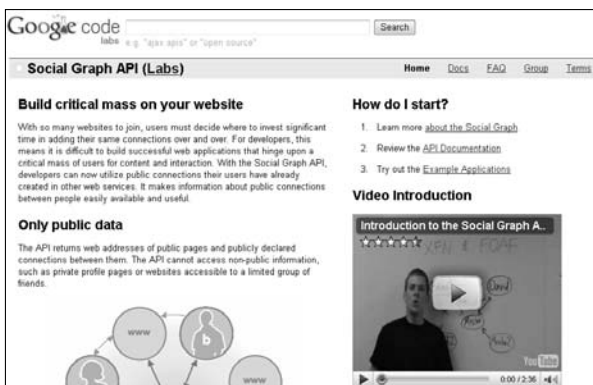 Google code
labs
e.g. "ajax apis" or "open source"
Search
Social Graph API (Labs)
Home Docs FAQ Group Terms
Build critical mass on your website
With so many websites to join, users must decide where to invest significant
time in adding their same connections over and over. For developers, this
means it is difficult to build successful web applications that hinge upon a
critical mass of users for content and interaction. With the Social Graph API,
developers can now utilize public connections their users have already
created in other web services. It makes information about public connections
between people easily available and useful.
Only public data
The API returns web addresses of public pages and publicly declared
connections between them. The API cannot access non-public information,
such as private profile pages or websites accessible to a limited group of
friends.
www
b
www
How do I start?
1. Learn more about the Social Graph
2. Review the API Documentation
3. Try out the Example Applications
Video Introduction
Introduction to the Social Graph A..
XFN & FOAF
YouTube
0:00 / 2:36